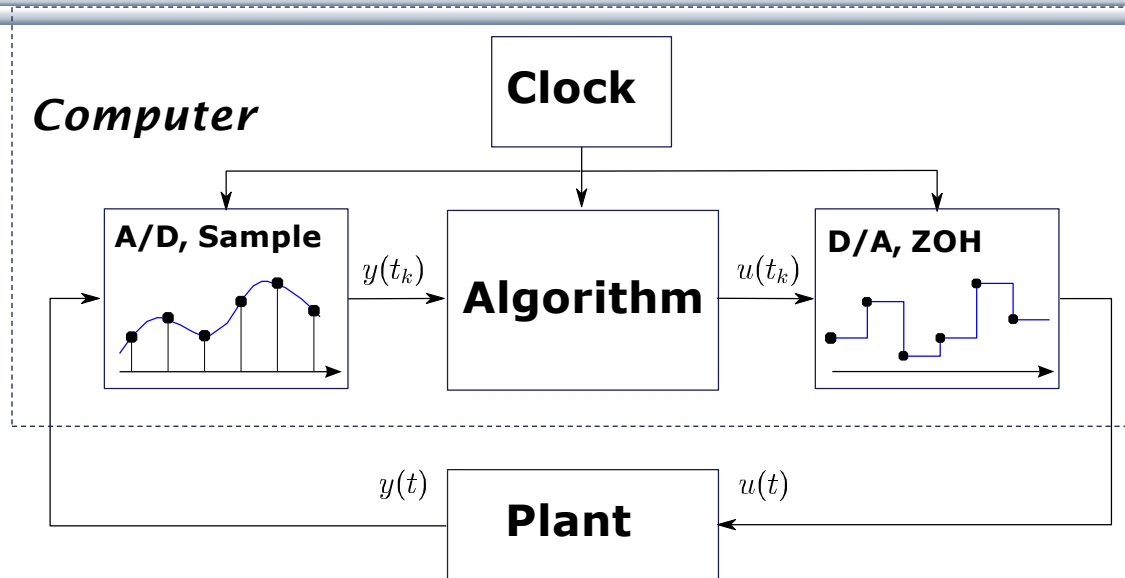 Clock
Computer
A/D, Sample
y(t_k)
Algorithm
u(t_k)
D/A, ZOH
y(t)
Plant
u(t)